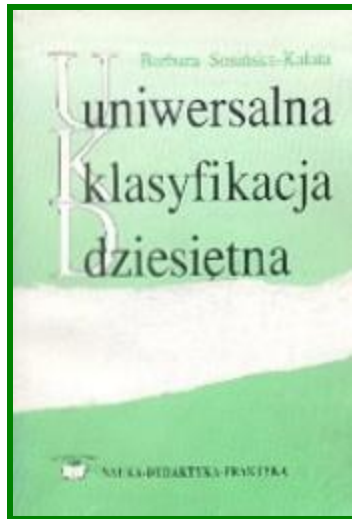 Barbara Sosińska-Kalata
U
uniwersalna
K
klasyfikacja
D
dziesiętna
NAUKA-DYDAKTYKA-PRAKTYKA